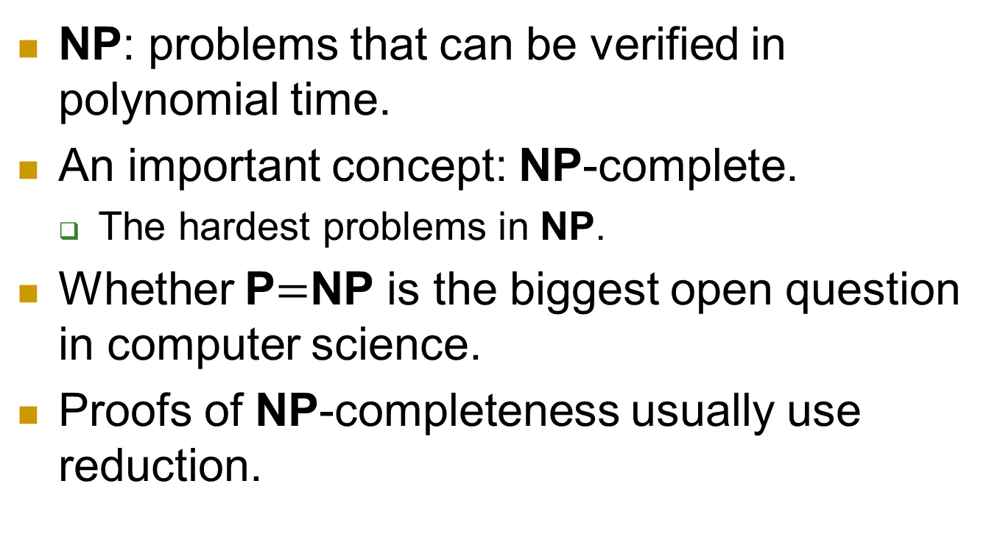 NP: problems that can be verified in
polynomial time.
An important concept: NP-complete.
The hardest problems in NP.
Whether P=NP is the biggest open question
in computer science.
Proofs of NP-completeness usually use
reduction.